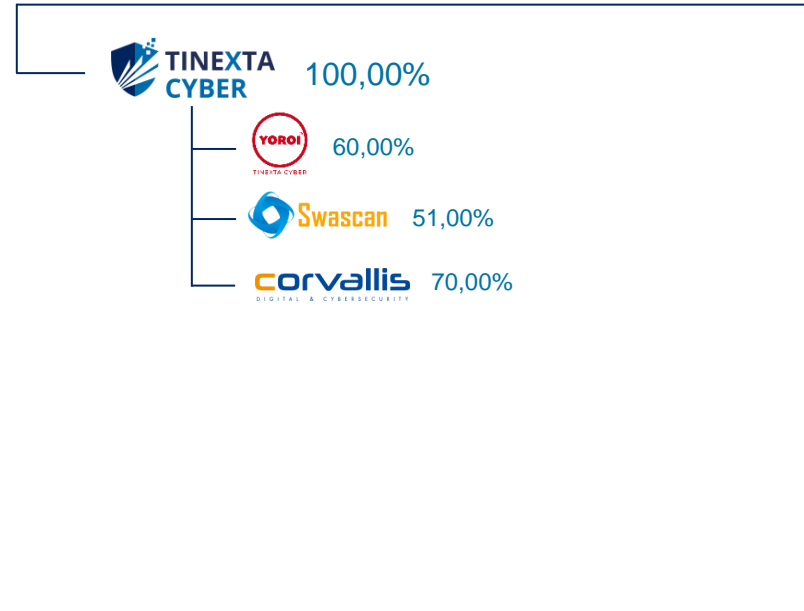 TINEXTA
CYBER
100,00%
YOROI
TINEXTA CYBER
60,00%
Swascan
51,00%
corvallis
DIGITAL & CYBERSECURITY
70,00%